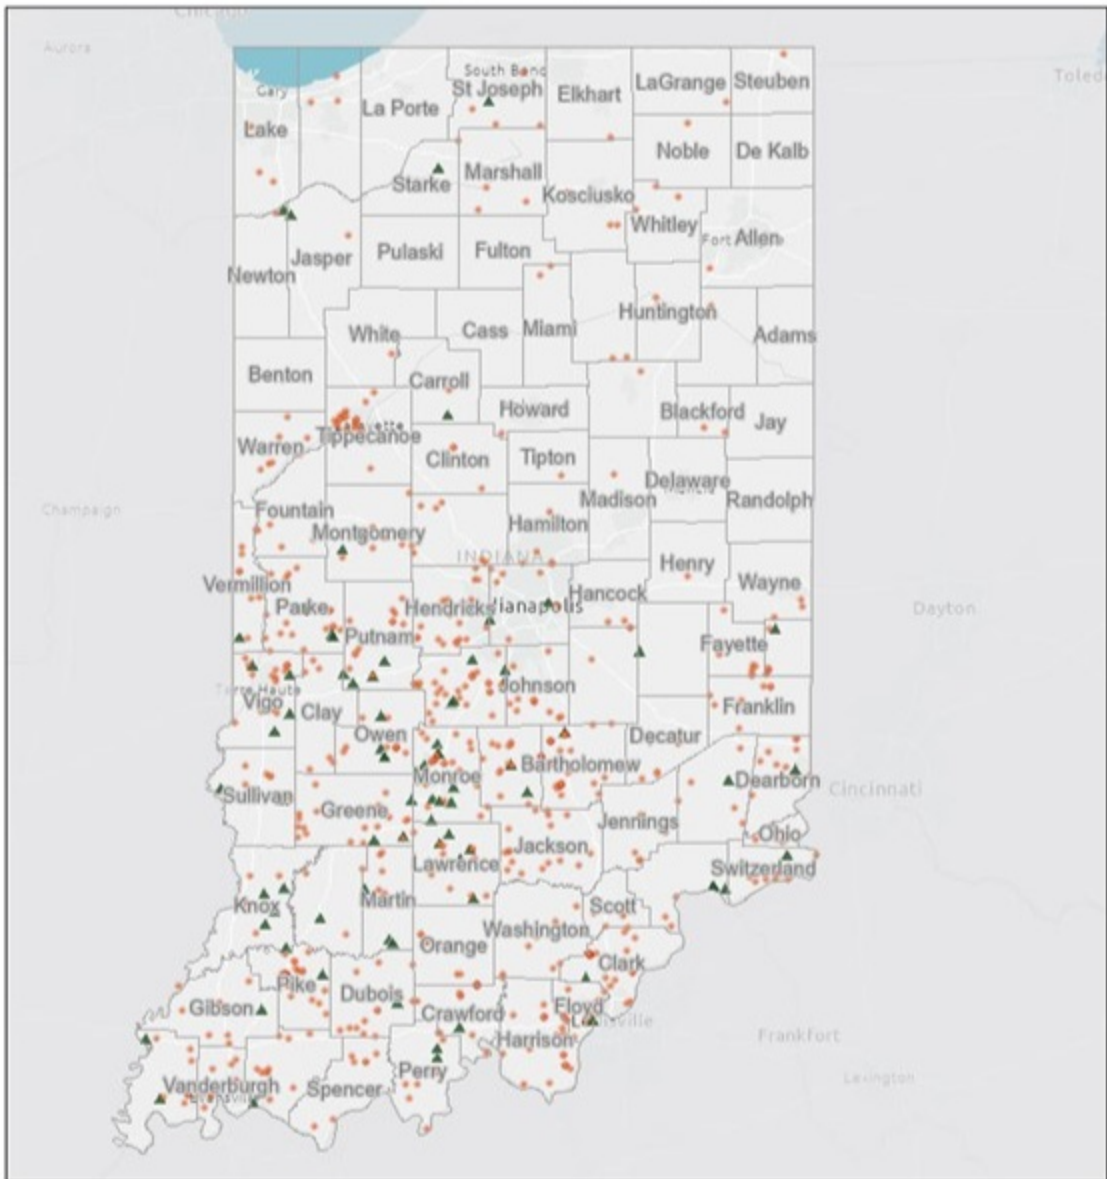 Chicago
Aurora
Toled
South Bend
Gary
St Joseph
LaGrange
Steuben
Elkhart
La Porte
Lake
Noble
De Kalb
Marshall
Starke
Kosciusko
Whitley
Fort
Allen
Jasper
Pulaski
Fulton
Newton
Huntington
White
Cass
Miami
Adams
Benton
Carroll
Howard
Blackford
Jay
Tippecanoe
Warren
Clinton
Tipton
Delaware
Madison
Randolph
Champaign
Fountain
Hamilton
Montgomery
INDIANA
Henry
Vermillion
Wayne
Hancock
Parke
Hendricks
ianapolis
Dayton
Putnam
Fayette
Terre Haute
Johnson
Vigo
Clay
Franklin
Owen
Decatur
Bartholomew
Monroe
Dearborn
Cincinnati
Sullivan
Greene
Jennings
Ohio
Jackson
Lawrence
Switzerland
Martin
Knox
Scott
Washington
Orange
Clark
Pike
Dubois
Gibson
Crawford
Floyd
Louisville
Harrison
Frankfort
Perry
Lexington
Vanderburgh
Spencer